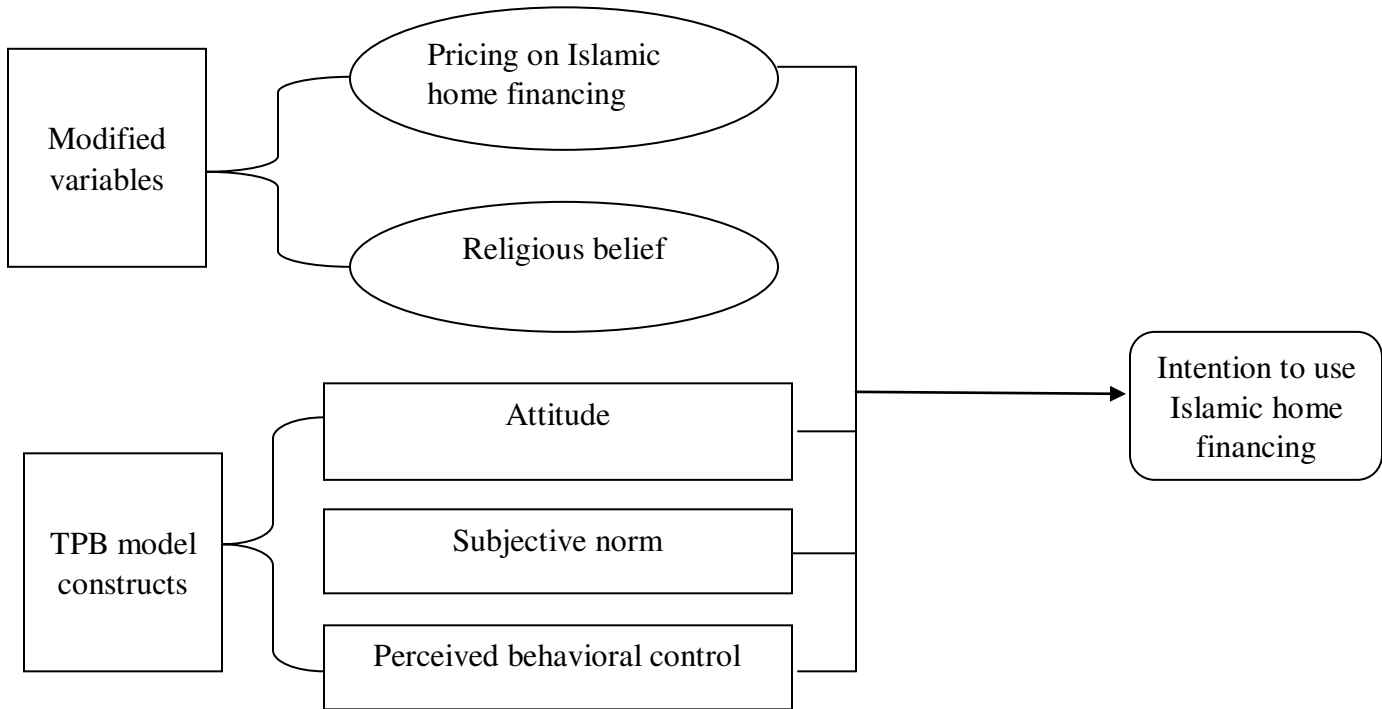 Modified
variables
Pricing on Islamic
home financing
Religious belief
TPB model
constructs
Attitude
Subjective norm
Perceived behavioral control
Intention to use
Islamic home
financing